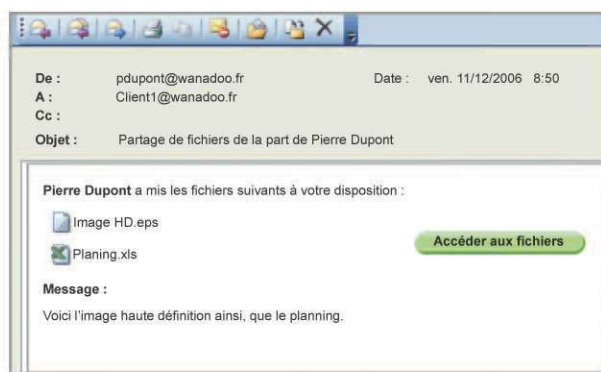 De : pdupont@wanadoo.fr Date : ven. 11/12/2006 8:50
A : Client1@wanadoo.fr
Cc :
Objet : Partage de fichiers de la part de Pierre Dupont
Pierre Dupont a mis les fichiers suivants à votre disposition :
Image HD.eps
Accéder aux fichiers
Planing.xls
Message :
Voici l'image haute définition ainsi, que le planning.